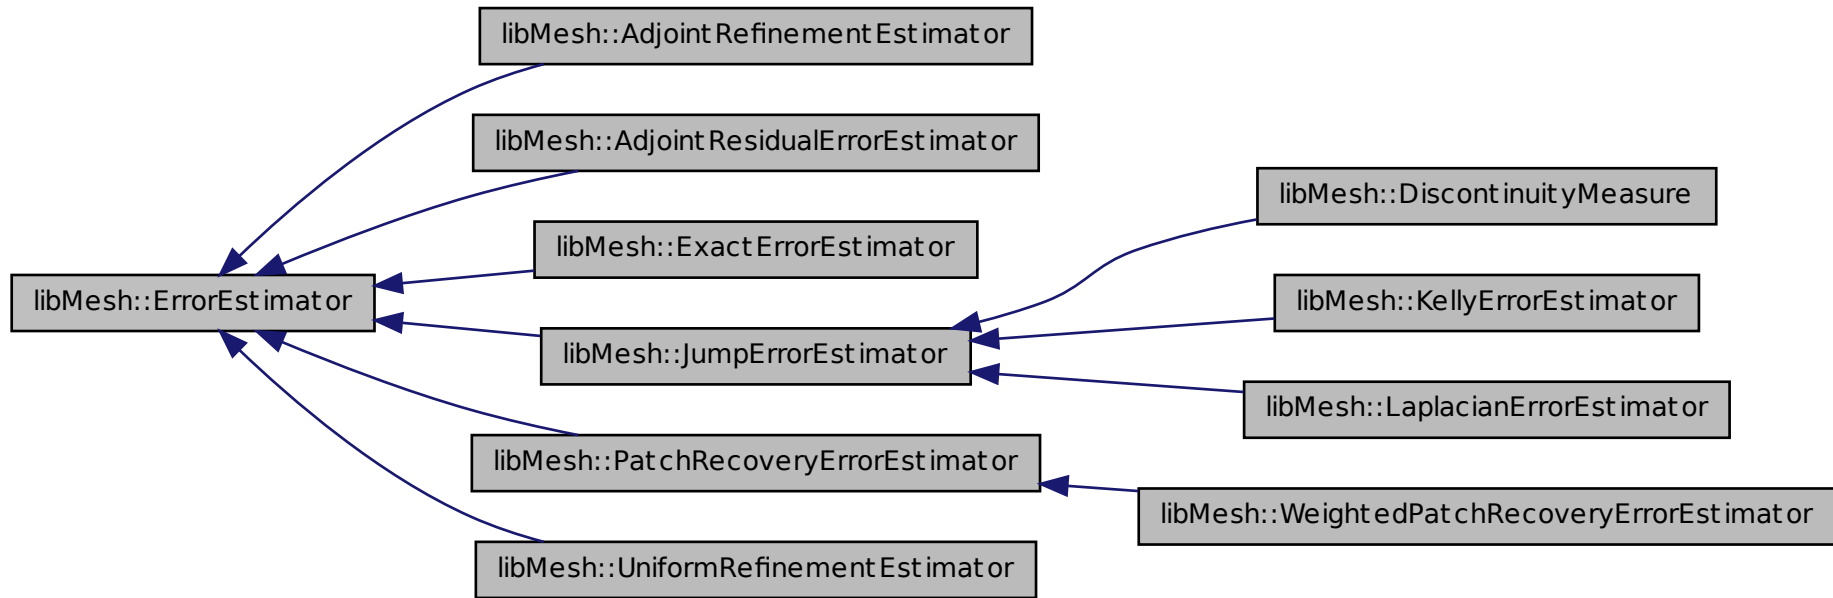 libMesh::AdjointRefinementEstimator
libMesh::AdjointResidualErrorEstimator
libMesh::DiscontinuityMeasure
libMesh::ExactErrorEstimator
libMesh::ErrorEstimator
libMesh::KellyErrorEstimator
libMesh::JumpErrorEstimator
libMesh::LaplacianErrorEstimator
libMesh::PatchRecoveryErrorEstimator
libMesh::WeightedPatchRecoveryErrorEstimator
libMesh::UniformRefinementEstimator